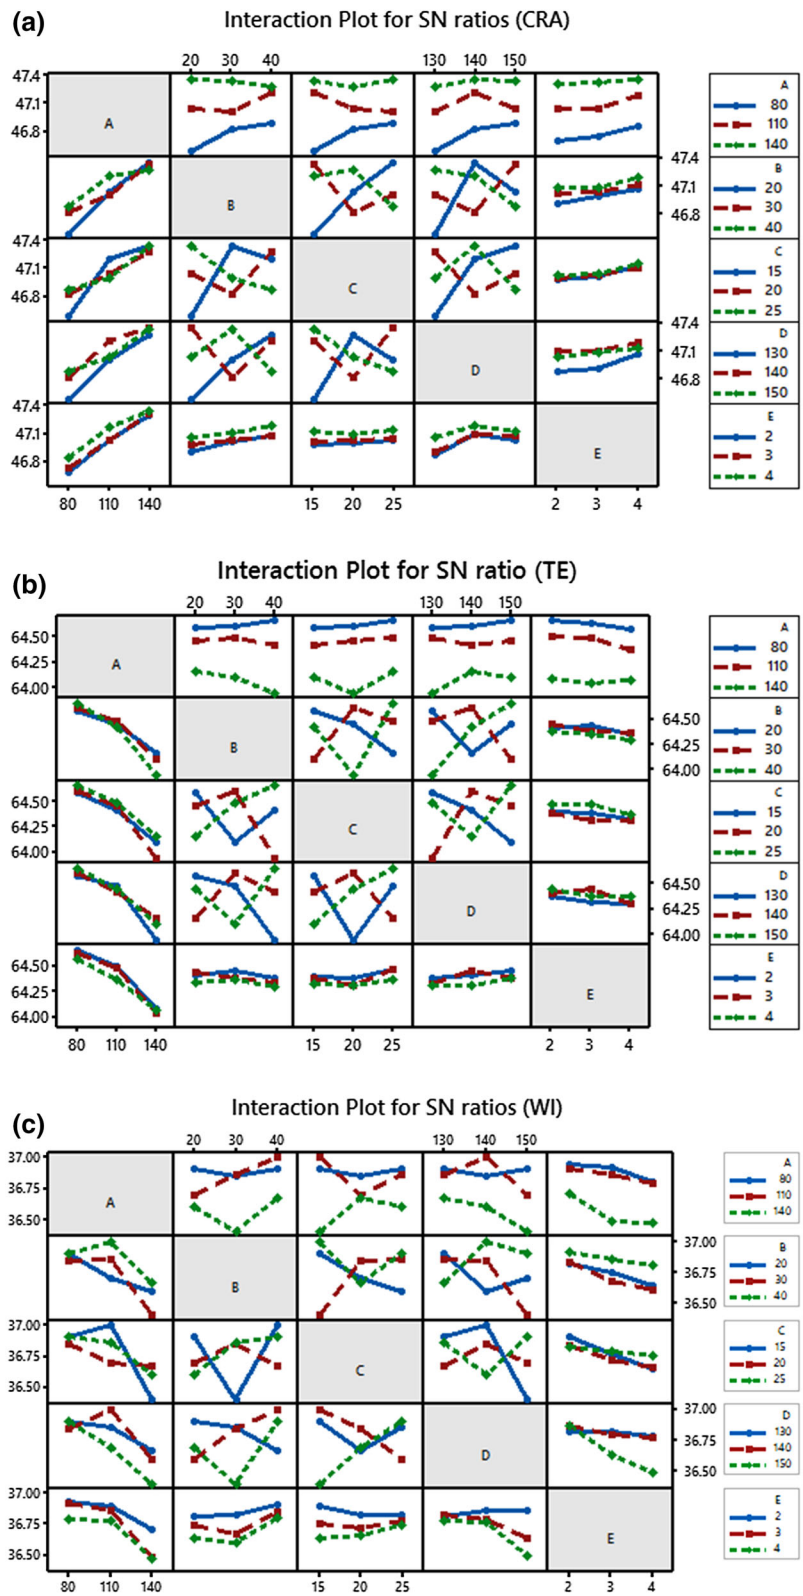 (a)
Interaction Plot for SN ratios (CRA)
20 30 40 130 140 150
47.4
47.1
46.8
A
A
80
110
140
47.4
47.1
46.8
B
B
20
30
40
47.4
47.1
46.8
C
C
15
20
25
47.4
47.1
46.8
D
D
130
140
150
47.4
47.1
46.8
E
E
2
3
4
80 110 140 15 20 25 2 3 4
(b)
Interaction Plot for SN ratio (TE)
20 30 40 130 140 150
64.50
64.25
64.00
A
A
80
110
140
64.50
64.25
64.00
B
B
20
30
40
64.50
64.25
64.00
C
C
15
20
25
64.50
64.25
64.00
D
D
130
140
150
64.50
64.25
64.00
E
E
2
3
4
80 110 140 15 20 25 2 3 4
(c)
Interaction Plot for SN ratios (WI)
20 30 40 130 140 150
37.00
36.75
36.50
A
A
80
110
140
37.00
36.75
36.50
B
B
20
30
40
37.00
36.75
36.50
C
C
15
20
25
37.00
36.75
36.50
D
D
130
140
150
37.00
36.75
36.50
E
E
2
3
4
80 110 140 15 20 25 2 3 4